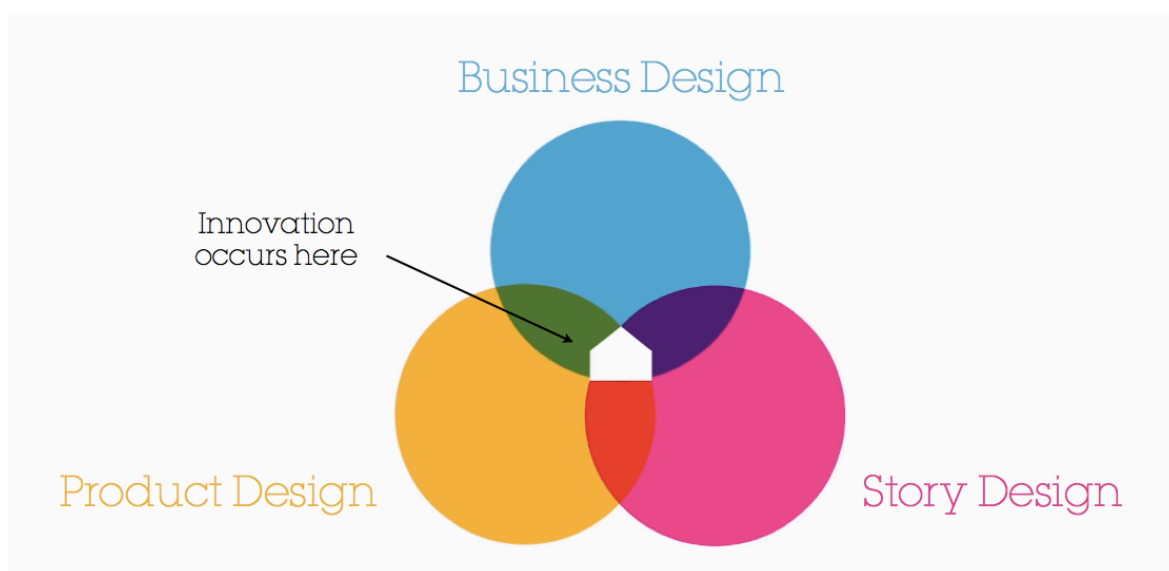 Business Design
Innovation
occurs here
Product Design
Story Design